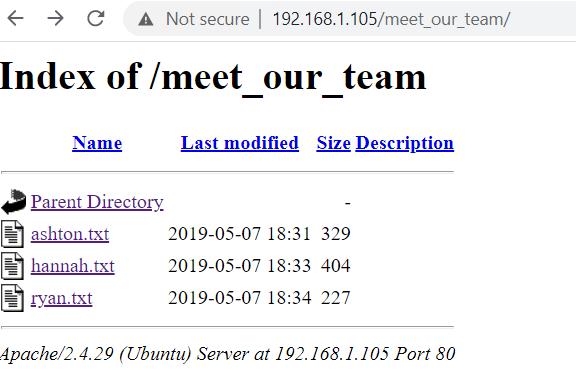 Not secure | 192.168.1.105/meet_our_team/
Index of /meet_our_team
Name Last modified Size Description
Parent Directory -
ashton.txt 2019-05-07 18:31 329
hannah.txt 2019-05-07 18:33 404
ryan.txt 2019-05-07 18:34 227
Apache/2.4.29 (Ubuntu) Server at 192.168.1.105 Port 80